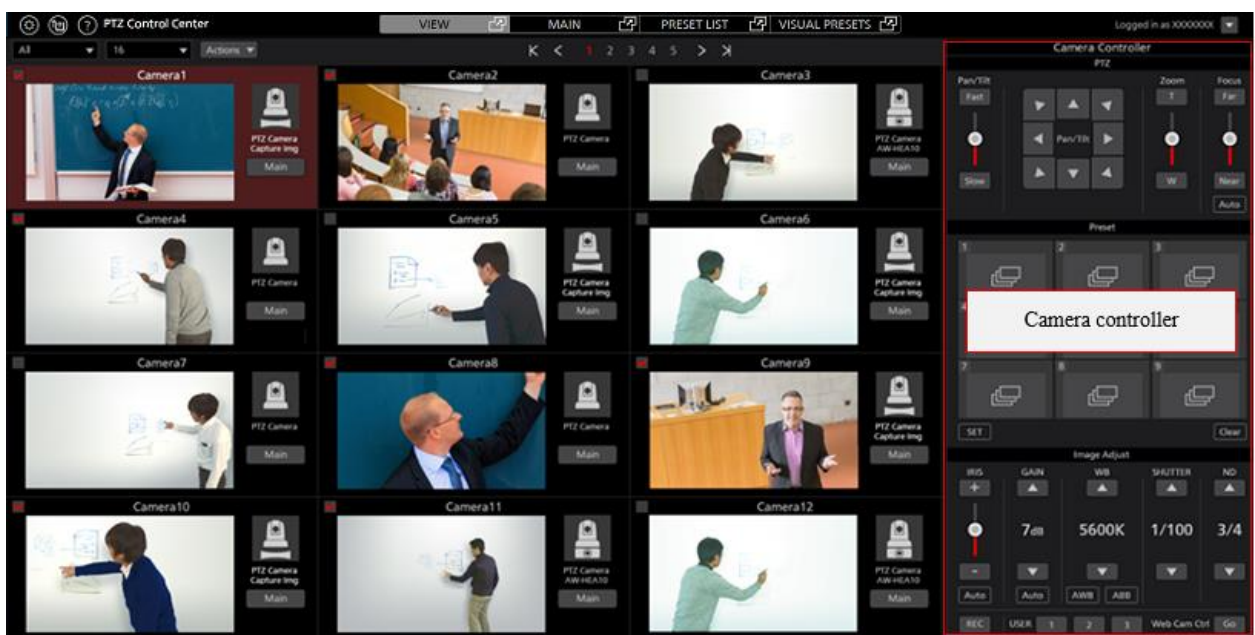 PTZ Control Center
VIEW
MAIN
PRESET LIST
VISUAL PRESETS
Logged in as XXXXXXX
All
16
Actions
1 2 3 4 5
Camera1
PTZ Camera
Capture Img
Main
Camera2
PTZ Camera
Main
Camera3
PTZ Camera
AW-HEA10
Main
Camera4
PTZ Camera
Main
Camera5
PTZ Camera
Capture Img
Main
Camera6
PTZ Camera
Capture Img
Main
Camera7
PTZ Camera
Main
Camera8
PTZ Camera
Main
Camera9
PTZ Camera
Capture Img
Main
Camera10
PTZ Camera
Capture Img
Main
Camera11
PTZ Camera
AW-HEA10
Main
Camera12
PTZ Camera
AW-HEA10
Main
Camera Controller
PTZ
Pan/Tilt
Zoom
Focus
Fast
T
Far
Pan/Tilt
Slow
W
Near
Auto
Preset
1 2 3
4
Camera controller
7 8 9
SET
Clear
Image Adjust
IRIS GAIN WB SHUTTER ND
+
7dB 5600K 1/100 3/4
-
Auto Auto AWB ABB
REC USER 1 2 3 Web Cam Ctrl Go